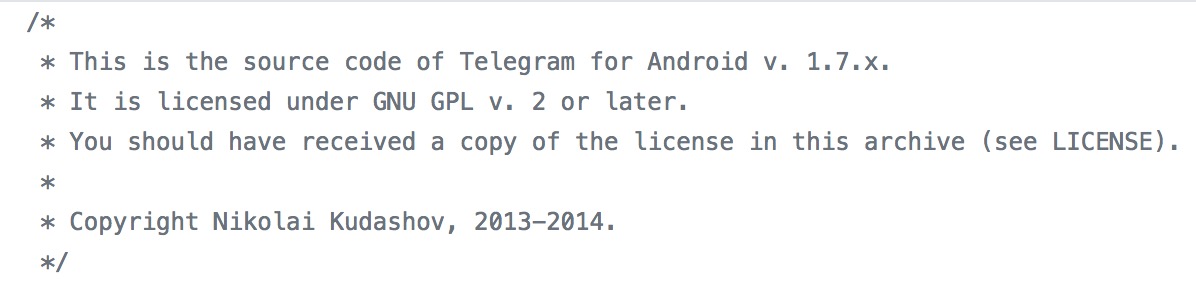 /*
* This is the source code of Telegram for Android v. 1.7.x.
* It is licensed under GNU GPL v. 2 or later.
* You should have received a copy of the license in this archive (see LICENSE).
*
* Copyright Nikolai Kudashov, 2013-2014.
*/